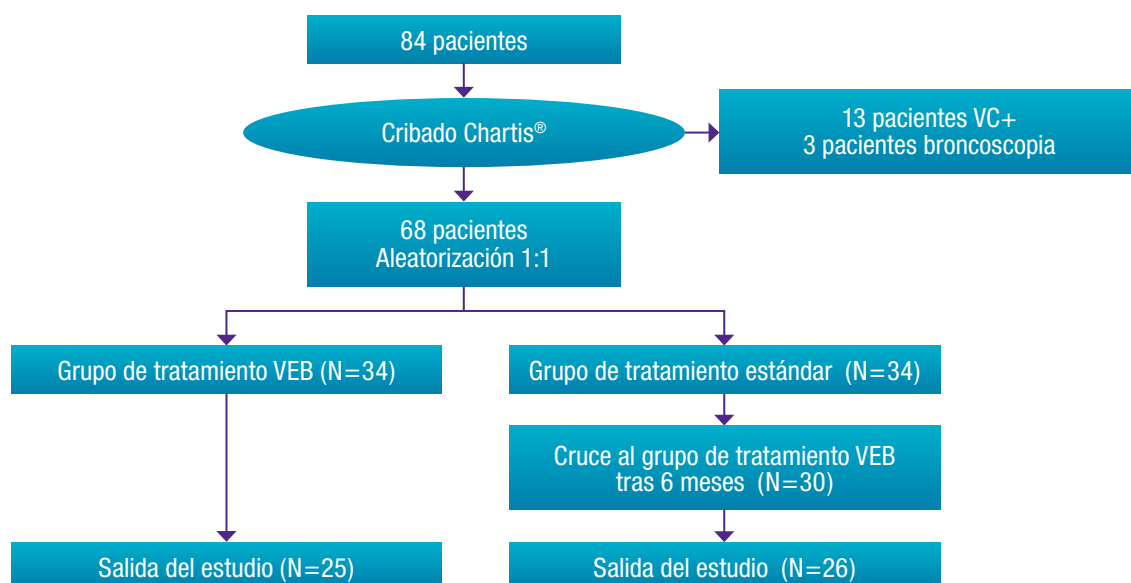 84 pacientes
Cribado Chartis®
13 pacientes VC+
3 pacientes broncoscopia
68 pacientes
Aleatorización 1:1
Grupo de tratamiento VEB (N=34)
Grupo de tratamiento estándar (N=34)
Cruce al grupo de tratamiento VEB
tras 6 meses (N=30)
Salida del estudio (N=25)
Salida del estudio (N=26)